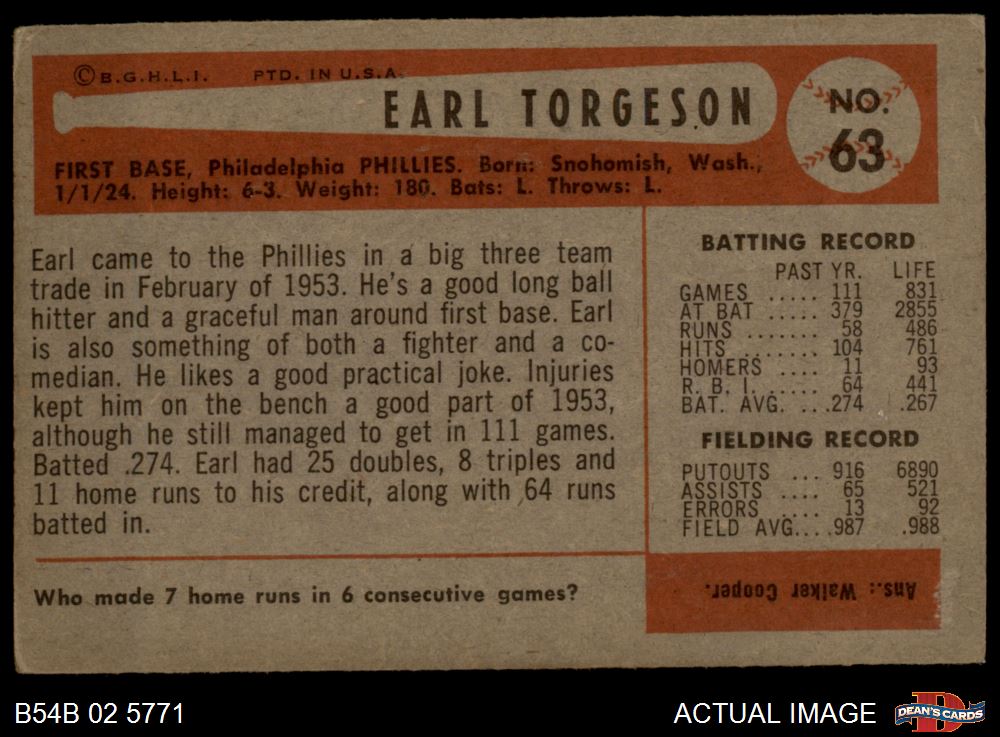 ©B.G.H.L.I. PTD. IN U.S.A.
EARL TORGESON
NO.
63
FIRST BASE, Philadelphia PHILLIES. Born: Snohomish, Wash.,
1/1/24. Height: 6-3. Weight: 180. Bats: L. Throws: L.
Earl came to the Phillies in a big three team
trade in February of 1953. He's a good long ball
hitter and a graceful man around first base. Earl
is also something of both a fighter and a co-
median. He likes a good practical joke. Injuries
kept him on the bench a good part of 1953,
although he still managed to get in 111 games.
Batted .274. Earl had 25 doubles, 8 triples and
11 home runs to his credit, along with 64 runs
batted in.
Who made 7 home runs in 6 consecutive games?
BATTING RECORD
PAST YR. LIFE
GAMES ..... 111 831
AT BAT ..... 379 2855
RUNS ....... 58 486
HITS ....... 104 761
HOMERS .... 11 93
R. B. I. ..... 64 441
BAT. AVG. ...274 .267
FIELDING RECORD
PUTOUTS ... 916 6890
ASSISTS .... 65 521
ERRORS .... 13 92
FIELD AVG....987 .988
Ans.: Walker Cooper.
B54B 02 5771
ACTUAL IMAGE
DEAN'S CARDS